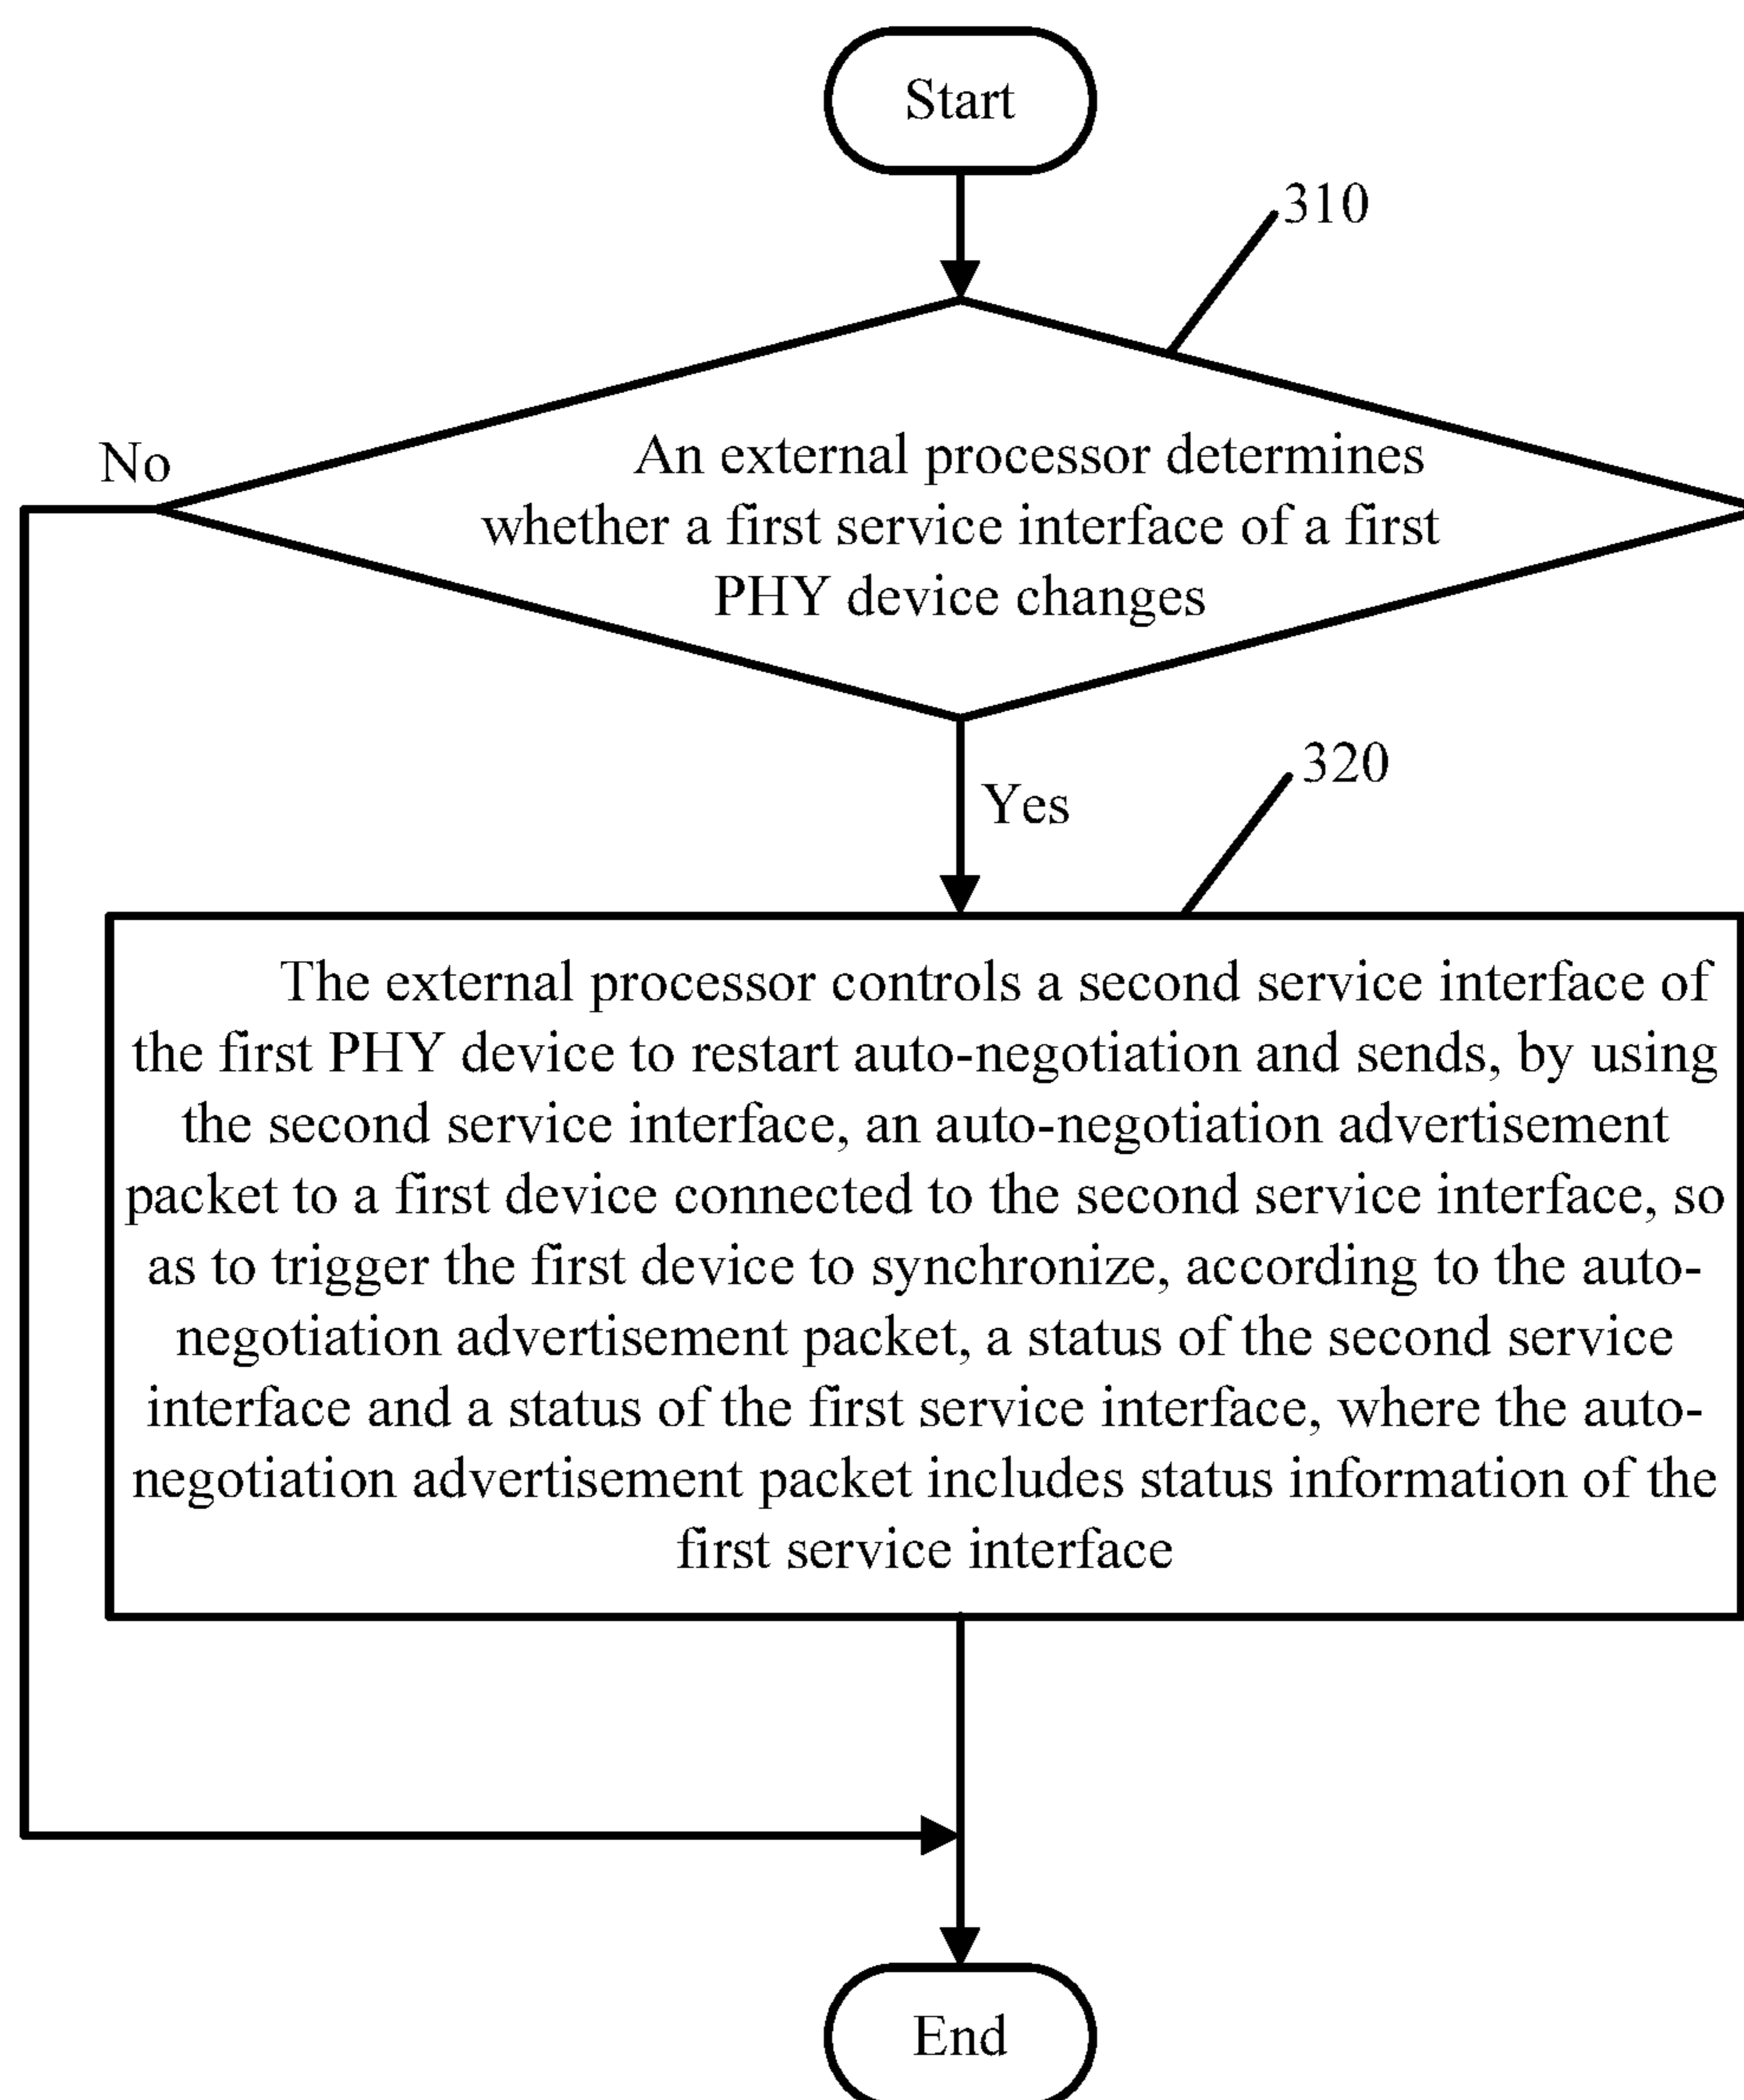 Start
310
No
An external processor determines
whether a first service interface of a first
PHY device changes
320
Yes
The external processor controls a second service interface of
the first PHY device to restart auto-negotiation and sends, by using
the second service interface, an auto-negotiation advertisement
packet to a first device connected to the second service interface, so
as to trigger the first device to synchronize, according to the auto-
negotiation advertisement packet, a status of the second service
interface and a status of the first service interface, where the auto-
negotiation advertisement packet includes status information of the
first service interface
End